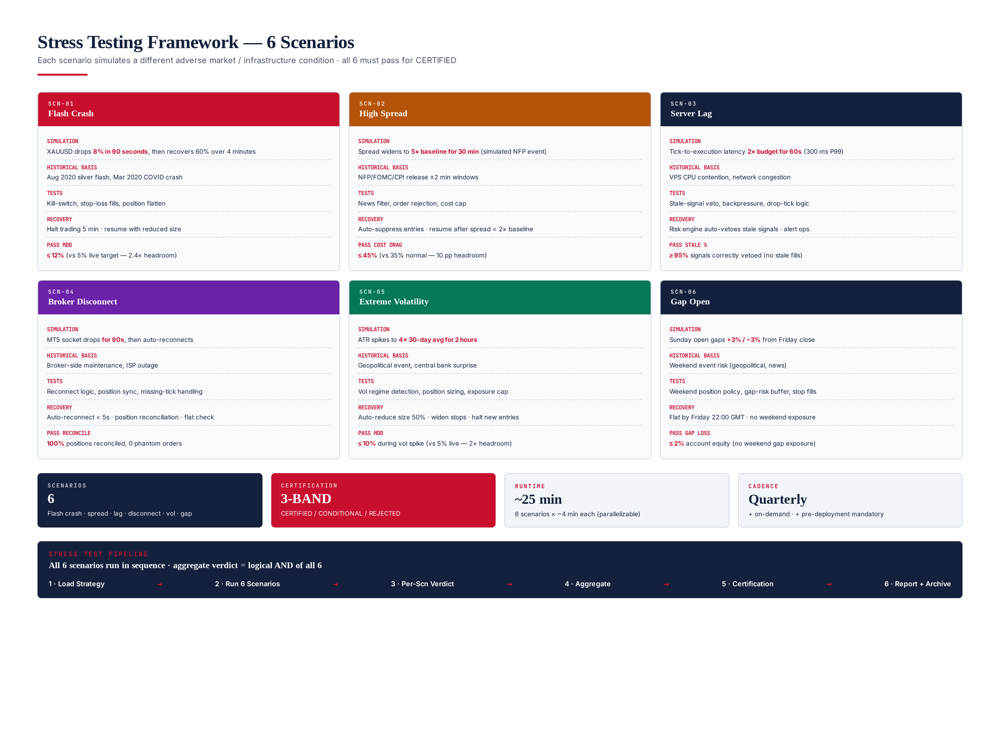 Stress Testing Framework — 6 Scenarios
Each scenario simulates a different adverse market / infrastructure condition · all 6 must pass for CERTIFIED
SCN-01
Flash Crash
SIMULATION
XAUUSD drops 8% in 90 seconds, then recovers 60% over 4 minutes
HISTORICAL BASIS
Aug 2020 silver flash, Mar 2020 COVID crash
TESTS
Kill-switch, stop-loss fills, position flatten
RECOVERY
Halt trading 5 min · resume with reduced size
PASS MDD
≤ 12% (vs 5% live target — 2.4× headroom)
SCN-02
High Spread
SIMULATION
Spread widens to 5× baseline for 30 min (simulated NFP event)
HISTORICAL BASIS
NFP/FOMC/CPI release ±2 min windows
TESTS
News filter, order rejection, cost cap
RECOVERY
Auto-suppress entries · resume after spread < 2× baseline
PASS COST DRAG
≤ 45% (vs 35% normal — 10 pp headroom)
SCN-03
Server Lag
SIMULATION
Tick-to-execution latency 2× budget for 60s (300 ms P99)
HISTORICAL BASIS
VPS CPU contention, network congestion
TESTS
Stale-signal veto, backpressure, drop-tick logic
RECOVERY
Risk engine auto-vetoes stale signals · alert ops
PASS STALE %
≥ 95% signals correctly vetoed (no stale fills)
SCN-04
Broker Disconnect
SIMULATION
MT5 socket drops for 90s, then auto-reconnects
HISTORICAL BASIS
Broker-side maintenance, ISP outage
TESTS
Reconnect logic, position sync, missing-tick handling
RECOVERY
Auto-reconnect < 5s · position reconciliation · flat check
PASS RECONCILE
100% positions reconciled, 0 phantom orders
SCN-05
Extreme Volatility
SIMULATION
ATR spikes to 4× 30-day avg for 2 hours
HISTORICAL BASIS
Geopolitical event, central bank surprise
TESTS
Vol regime detection, position sizing, exposure cap
RECOVERY
Auto-reduce size 50% · widen stops · halt new entries
PASS MDD
≤ 10% during vol spike (vs 5% live — 2× headroom)
SCN-06
Gap Open
SIMULATION
Sunday open gaps +3% / −3% from Friday close
HISTORICAL BASIS
Weekend event risk (geopolitical, news)
TESTS
Weekend position policy, gap-risk buffer, stop fills
RECOVERY
Flat by Friday 22:00 GMT · no weekend exposure
PASS GAP LOSS
≤ 2% account equity (no weekend gap exposure)
SCENARIOS
6
Flash crash · spread · lag · disconnect · vol · gap
CERTIFICATION
3-BAND
CERTIFIED / CONDITIONAL / REJECTED
RUNTIME
~25 min
6 scenarios × ~4 min each (parallelizable)
CADENCE
Quarterly
+ on-demand · + pre-deployment mandatory
STRESS TEST PIPELINE
All 6 scenarios run in sequence · aggregate verdict = logical AND of all 6
1 · Load Strategy → 2 · Run 6 Scenarios → 3 · Per-Scn Verdict → 4 · Aggregate → 5 · Certification → 6 · Report + Archive